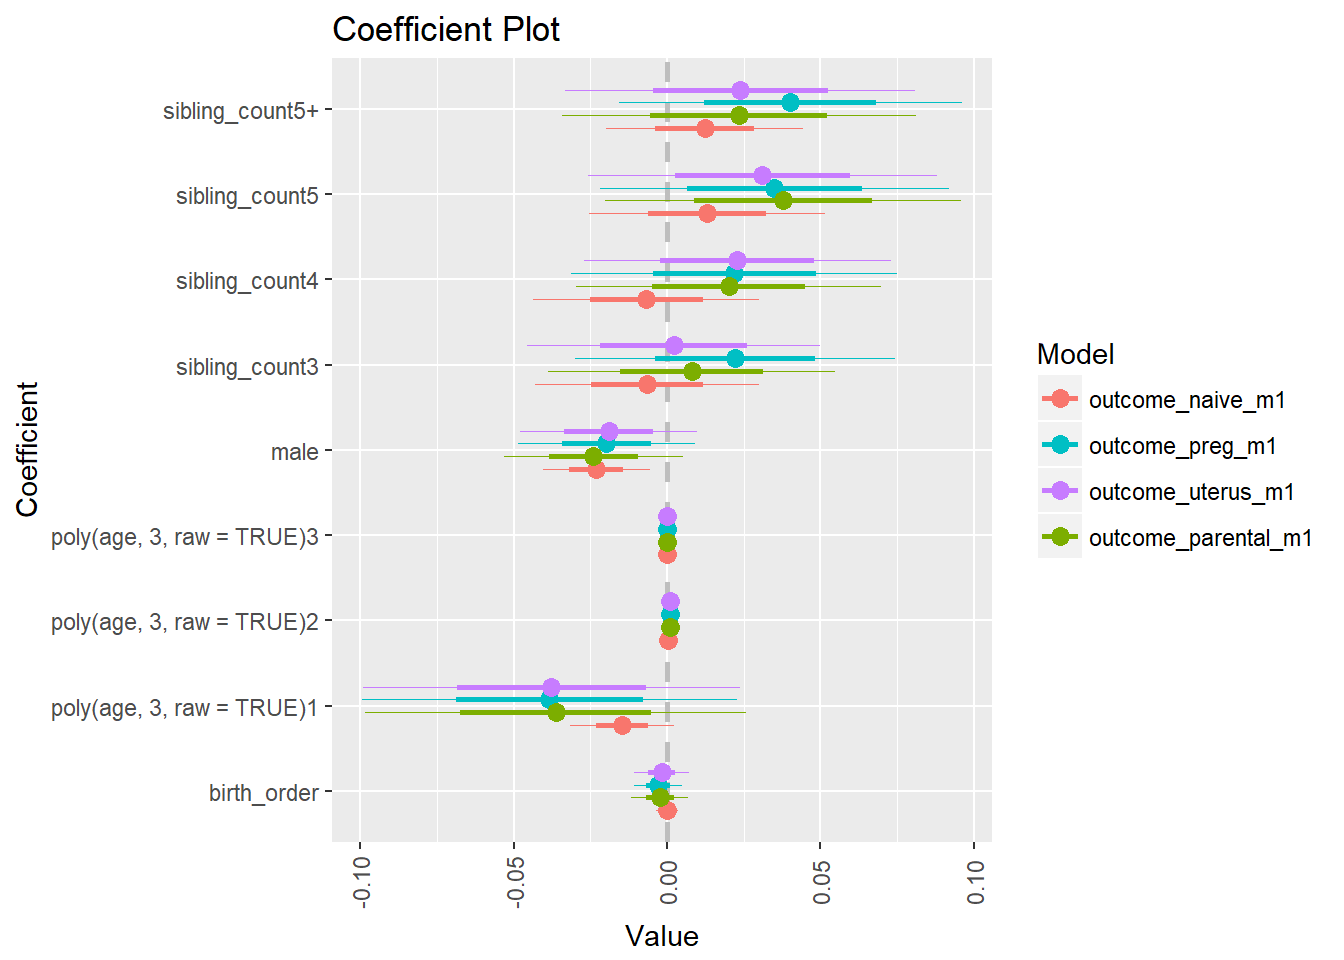 Coefficient Plot
sibling_count5+
sibling_count5
sibling_count4
sibling_count3
male
poly(age, 3, raw = TRUE)3
poly(age, 3, raw = TRUE)2
poly(age, 3, raw = TRUE)1
birth_order
Coefficient
-0.10
-0.05
0.00
0.05
0.10
Value
Model
outcome_naive_m1
outcome_preg_m1
outcome_uterus_m1
outcome_parental_m1